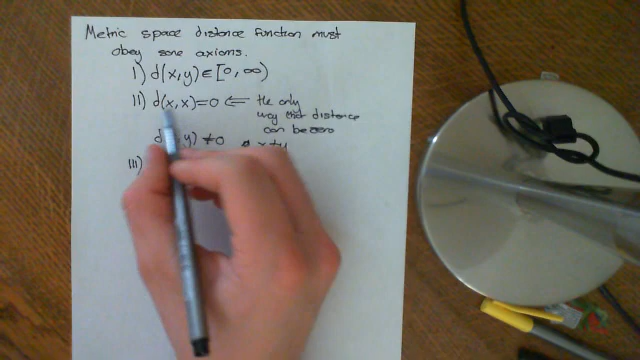 Metric space distance function must
obey some axioms.
I) d(x,y) ∈ [0, ∞)
II) d(x,x)=0 ⇐ the only
way this distance
can be zero
d( y) ≠0 x≠y
III)